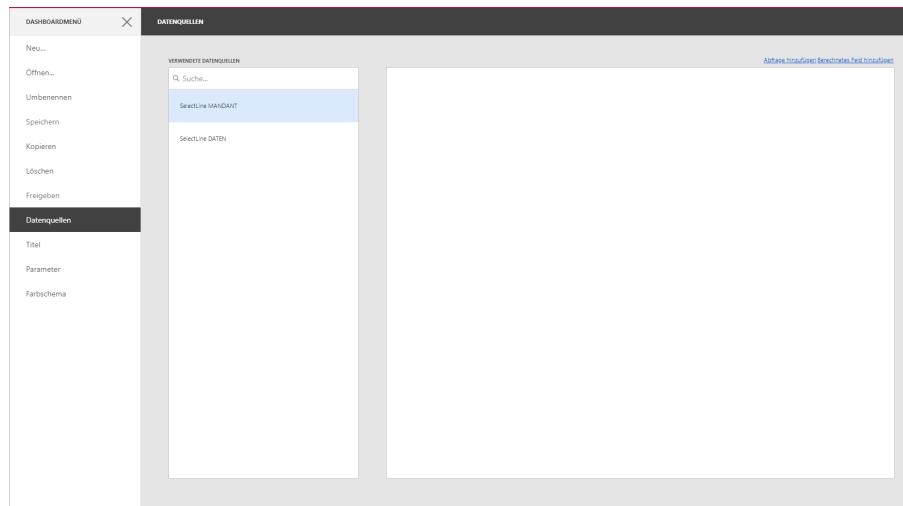 DASHBOARDMENÜ
DATENQUELLEN
Neu...
Öffnen...
Umbenennen
Speichern
Kopieren
Löschen
Freigeben
Datenquellen
Titel
Parameter
Farbschema
VERWENDETE DATENQUELLEN
Abfrage hinzufügen Berechnetes Feld hinzufügen
Suche...
SelectLine MANDANT
SelectLine DATEN